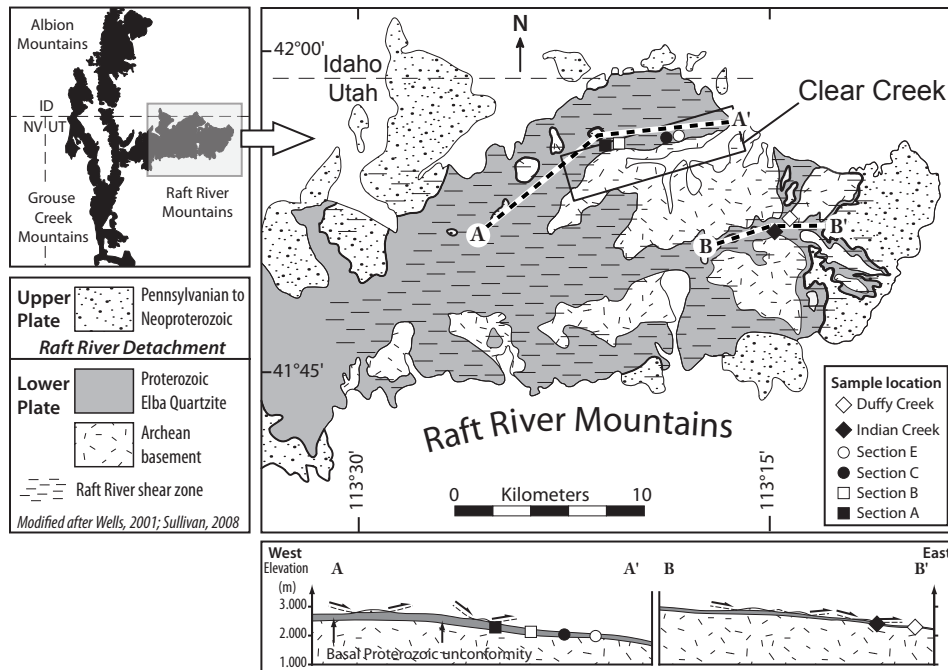 Albion
Mountains
ID
NV UT
Grouse
Creek
Mountains
Raft River
Mountains
Upper
Plate
Pennsylvanian to
Neoproterozoic
Raft River Detachment
Lower
Plate
Proterozoic
Elba Quartzite
Archean
basement
Raft River shear zone
Modified after Wells, 2001; Sullivan, 2008
42°00'
N
Idaho
Utah
Clear Creek
A'
A
B
B'
41°45'
Raft River Mountains
113°30'
113°15'
0 Kilometers 10
Sample location
Duffy Creek
Indian Creek
Section E
Section C
Section B
Section A
West
East
Elevation
(m)
A
A'
B
B'
3.000
2.000
1.000
Basal Proterozoic unconformity